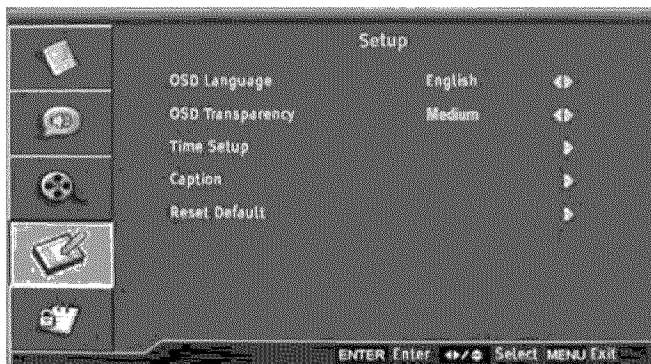 Setup
OSD Language English
OSD Transparency Medium
Time Setup
Caption
Reset Default
ENTER Enter Select MENU Exit